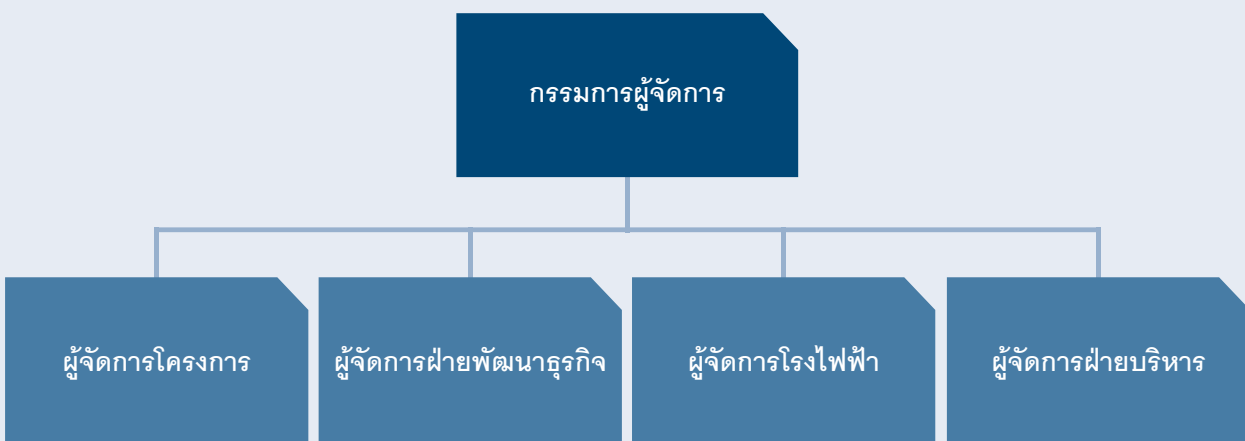 กรรมการผู้จัดการ
ผู้จัดการโครงการ
ผู้จัดการฝ่ายพัฒนาธุรกิจ
ผู้จัดการโรงไฟฟ้า
ผู้จัดการฝ่ายบริหาร